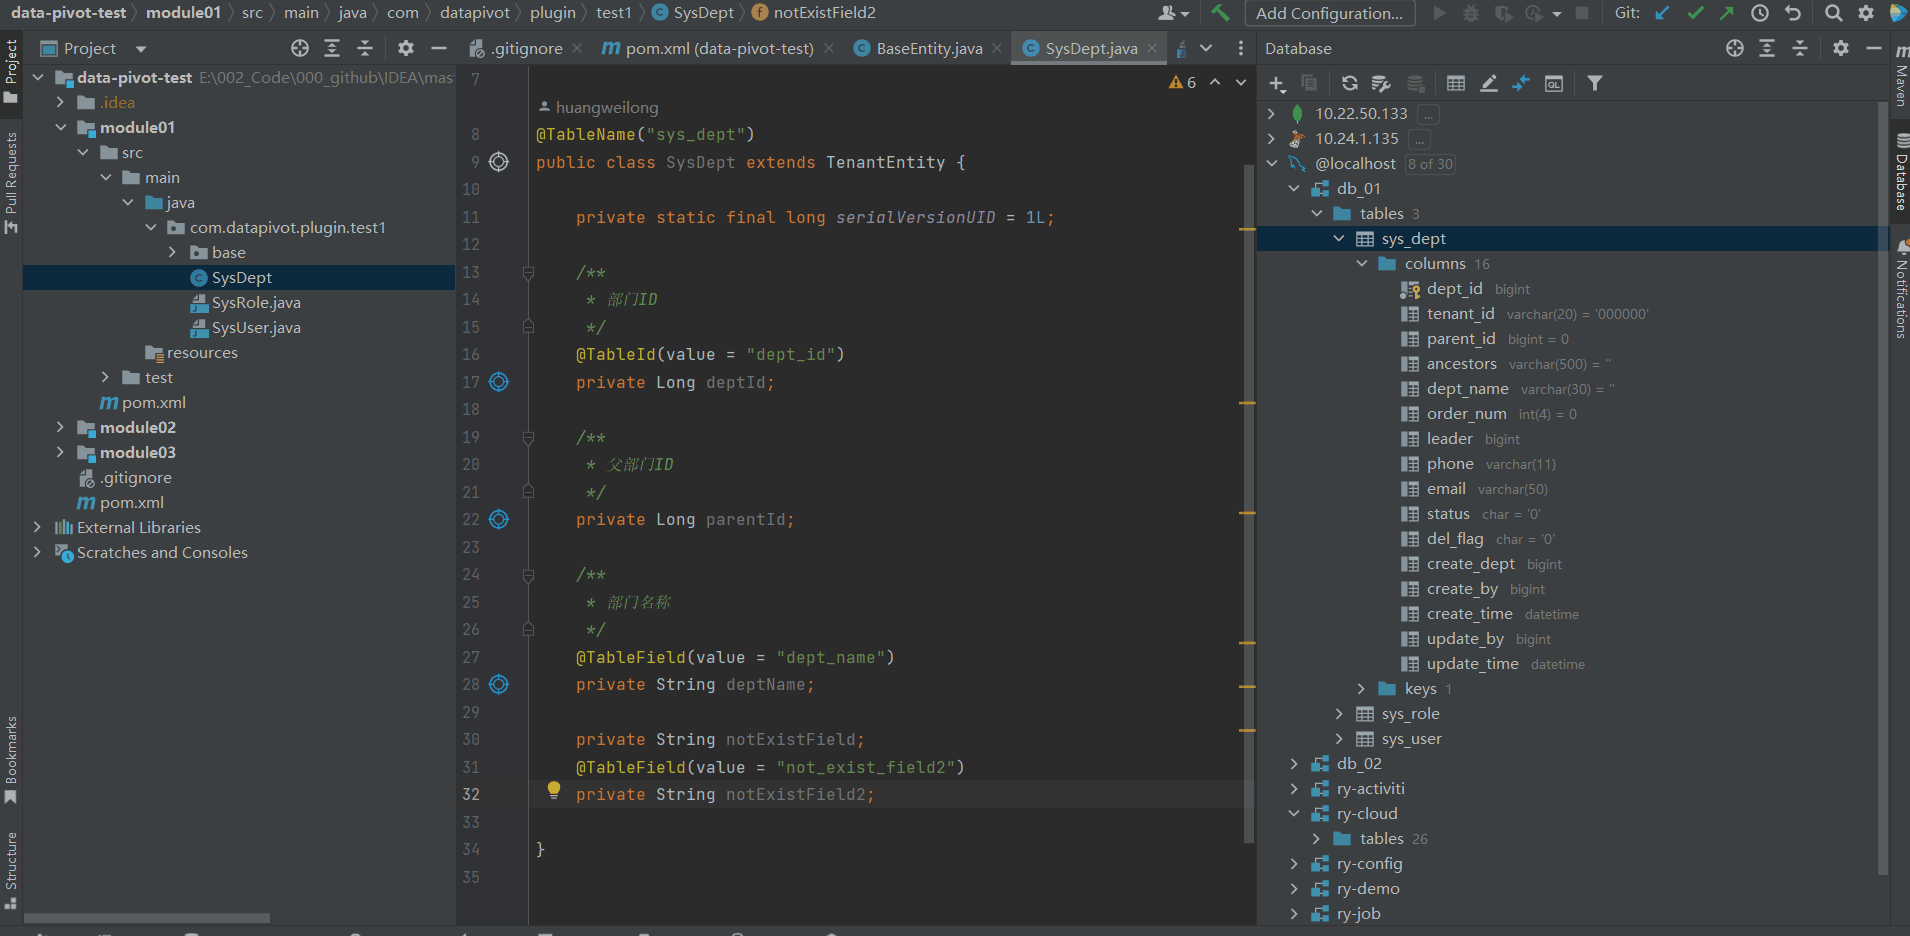 data-pivot-test module01 src main java com datapivot plugin test1 SysDept notExistField2
Add Configuration...
Git:
Project
.gitignore
pom.xml (data-pivot-test)
BaseEntity.java
SysDept.java
Database
Project
Pull Requests
Bookmarks
Structure
data-pivot-test E:\002_Code\000_github\IDEA\mas
.idea
module01
src
main
java
com.datapivot.plugin.test1
base
SysDept
SysRole.java
SysUser.java
resources
test
pom.xml
module02
module03
.gitignore
pom.xml
External Libraries
Scratches and Consoles
7
6
huangweilong
8 @TableName("sys_dept")
9 public class SysDept extends TenantEntity {
10
11 private static final long serialVersionUID = 1L;
12
13 /**
14 * 部门ID
15 */
16 @TableId(value = "dept_id")
17 private Long deptId;
18
19 /**
20 * 父部门ID
21 */
22 private Long parentId;
23
24 /**
25 * 部门名称
26 */
27 @TableField(value = "dept_name")
28 private String deptName;
29
30 private String notExistField;
31 @TableField(value = "not_exist_field2")
32 private String notExistField2;
33
34 }
35
10.22.50.133 ...
10.24.1.135 ...
@localhost 8 of 30
db_01
tables 3
sys_dept
columns 16
dept_id bigint
tenant_id varchar(20) = '000000'
parent_id bigint = 0
ancestors varchar(500) = ''
dept_name varchar(30) = ''
order_num int(4) = 0
leader bigint
phone varchar(11)
email varchar(50)
status char = '0'
del_flag char = '0'
create_dept bigint
create_by bigint
create_time datetime
update_by bigint
update_time datetime
keys 1
sys_role
sys_user
db_02
ry-activiti
ry-cloud
tables 26
ry-config
ry-demo
ry-job
Maven
Database
Notifications